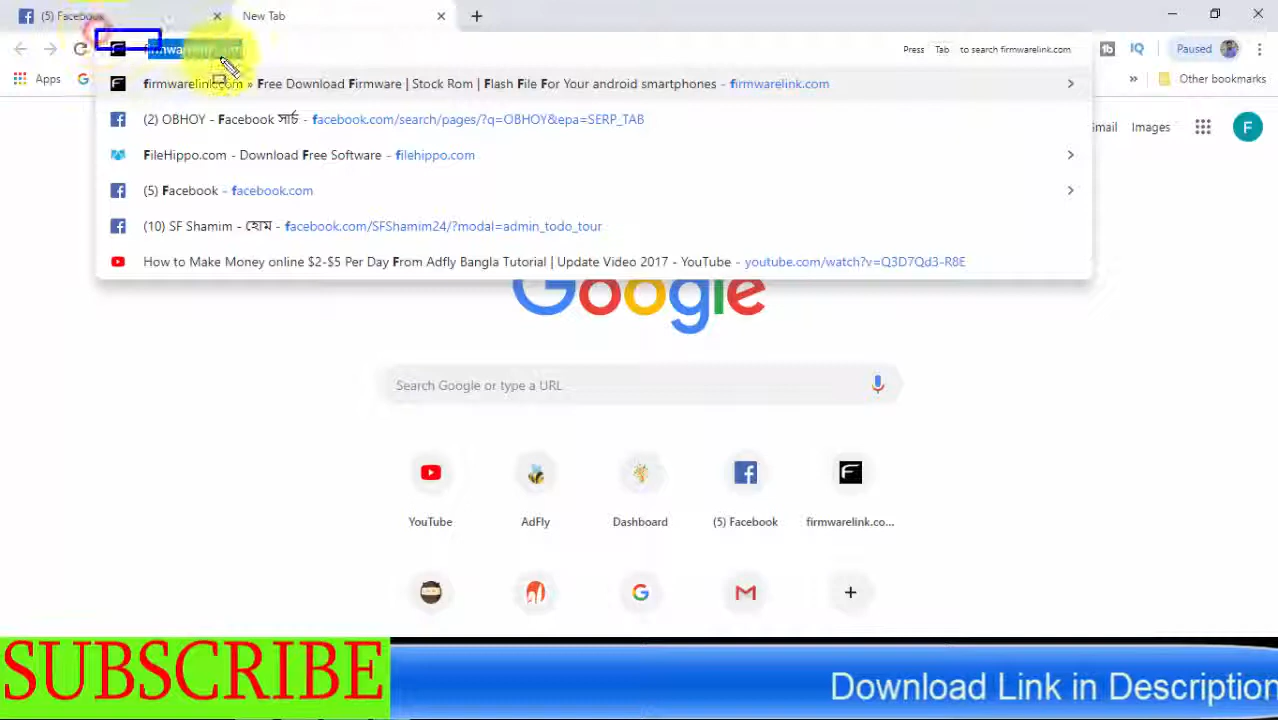 (5) Facebook
New Tab
firmwarelink.com
Press Tab to search firmwarelink.com
IQ
Paused
Apps
G
Other bookmarks
firmwarelink.com » Free Download Firmware | Stock Rom | Flash File For Your android smartphones - firmwarelink.com
(2) OBHOY - Facebook সার্চ - facebook.com/search/pages/?q=OBHOY&epa=SERP_TAB
FileHippo.com - Download Free Software - filehippo.com
(5) Facebook - facebook.com
(10) SF Shamim - হোম - facebook.com/SFShamim24/?modal=admin_todo_tour
How to Make Money online $2-$5 Per Day From Adfly Bangla Tutorial | Update Video 2017 - YouTube - youtube.com/watch?v=Q3D7Qd3-R8E
Gmail
Images
F
Google
Search Google or type a URL
YouTube
AdFly
Dashboard
(5) Facebook
firmwarelink.co...
SUBSCRIBE
Download Link in Description